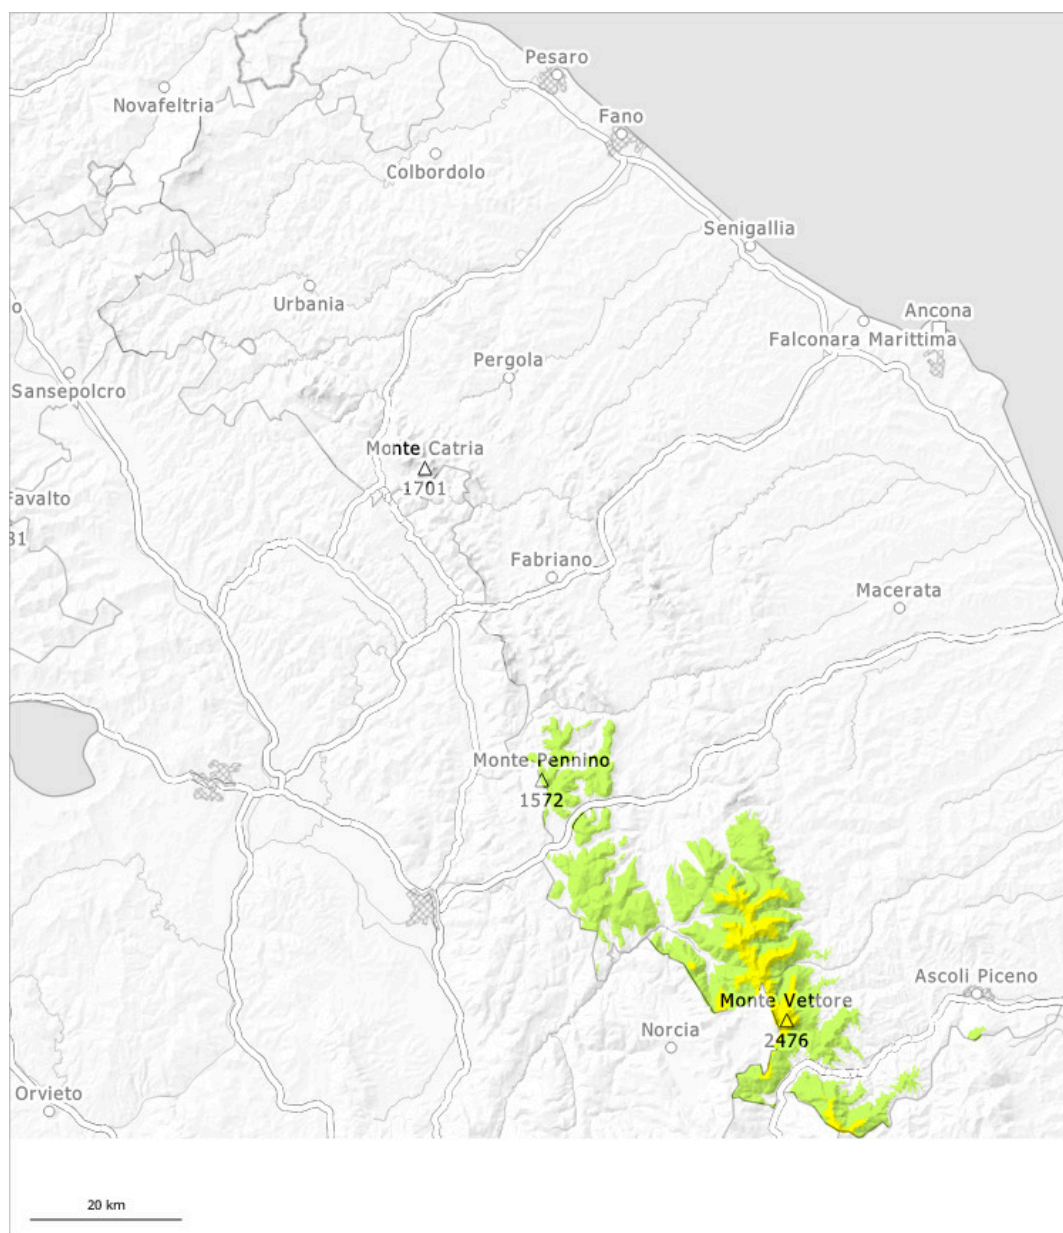 Pesaro
Novafeltria
Fano
Colbordolo
Senigallia
Urbania
o
Ancona
Falconara Marittima
Pergola
Sansepolcro
Monte Catria
1701
Favalto
31
Fabriano
Macerata
Monte Pennino
1572
Ascoli Piceno
Monte Vettore
Norcia
2476
Orvieto
20 km